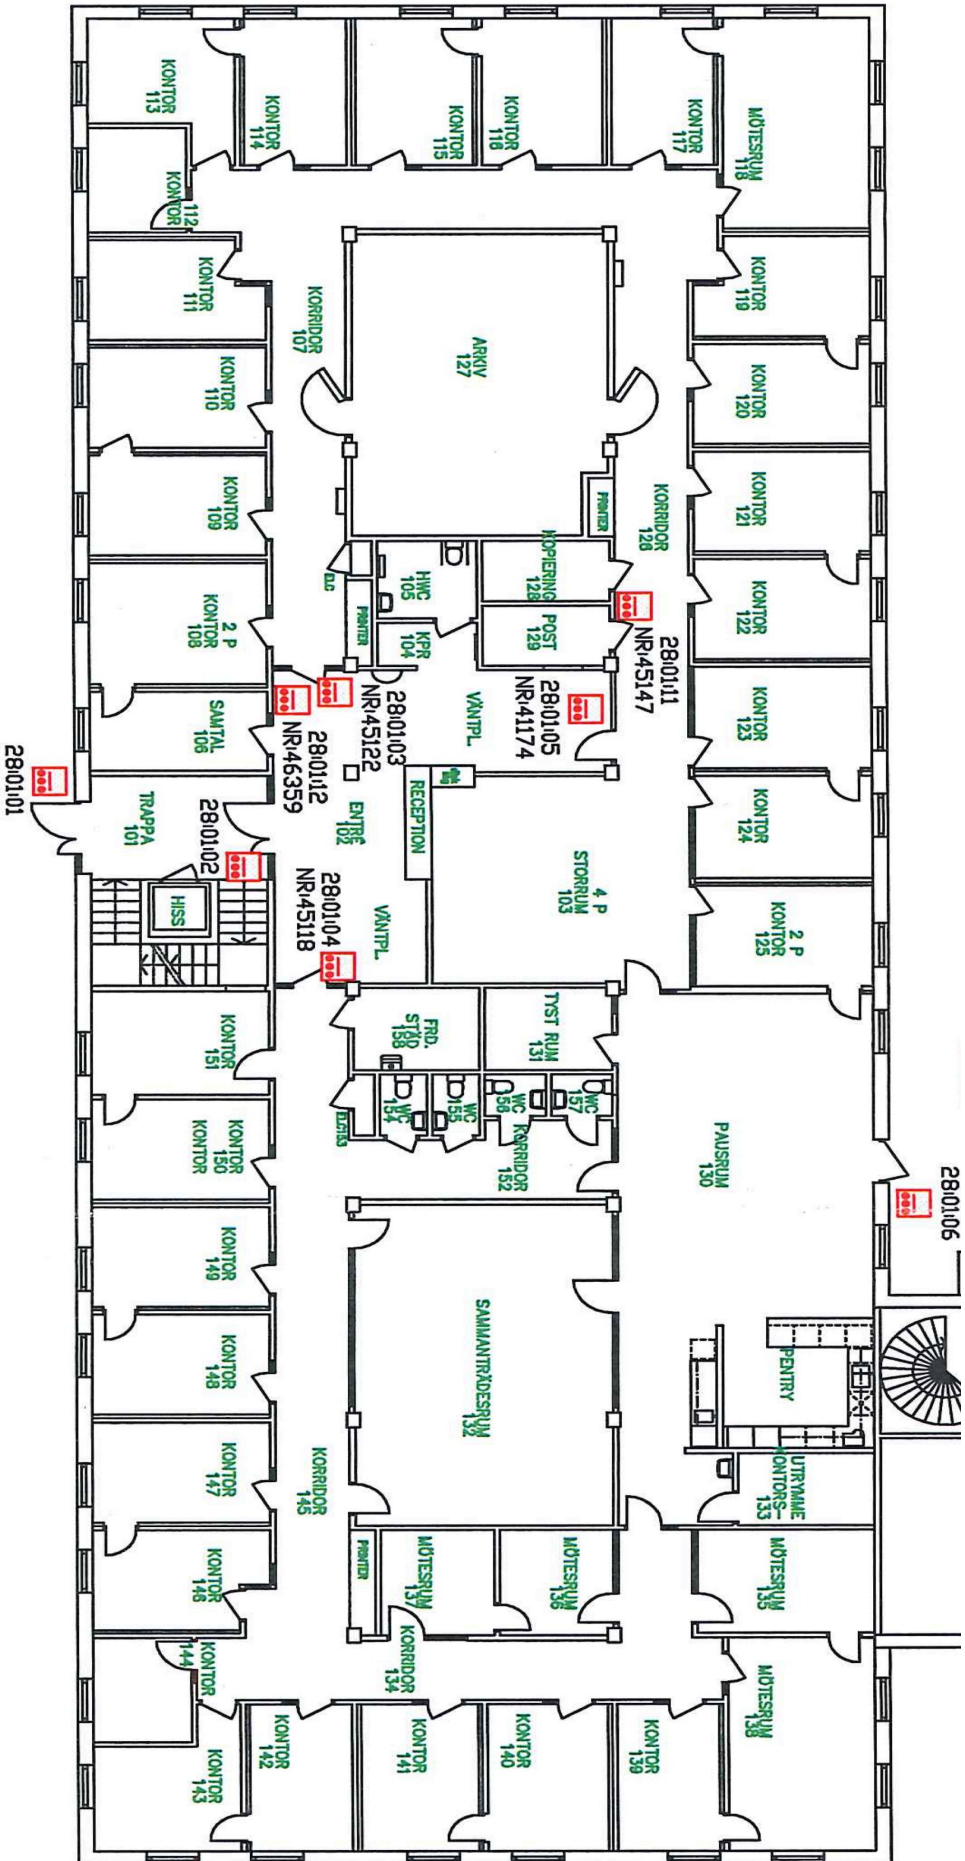 KONTOR
113
KONTOR
114
KONTOR
115
KONTOR
116
KONTOR
117
MÖTESRUM
118
112
KONTOR
KONTOR
111
KORRIDOR
107
ARKIV
127
KONTOR
119
KONTOR
110
KONTOR
120
KONTOR
109
PRINTER
KORRIDOR
126
KONTOR
121
2 P
KONTOR
108
ELC
PRINTER
HWC
105
KPR
104
KOPIERING
128
POST
129
KONTOR
122
28:01:11
NR:45147
SAMTAL
106
28:01:12
NR:46359
28:01:03
NR:45122
VÄNTPL.
28:01:05
NR:41174
KONTOR
123
28:01:01
TRAPPA
101
28:01:02
ENTRE
102
RECEPTION
4 P
STORRUM
103
KONTOR
124
HISS
28:01:04
NR:45118
VÄNTPL.
2 P
KONTOR
125
KONTOR
151
FRD.
STÄD
158
TYST RUM
131
KONTOR
150
KONTOR
ELC153
WC
154
WC
155
WC
156
WC
157
KORRIDOR
152
PAUSRUM
130
28:01:06
KONTOR
149
KONTOR
148
SAMMANTRÄDESRUM
132
PENTRY
KONTOR
147
KORRIDOR
145
UTRYMME
KONTORS-
133
KONTOR
146
PRINTER
MÖTESRUM
137
MÖTESRUM
136
MÖTESRUM
135
KONTOR
144
KORRIDOR
134
MÖTESRUM
138
KONTOR
143
KONTOR
142
KONTOR
141
KONTOR
140
KONTOR
139